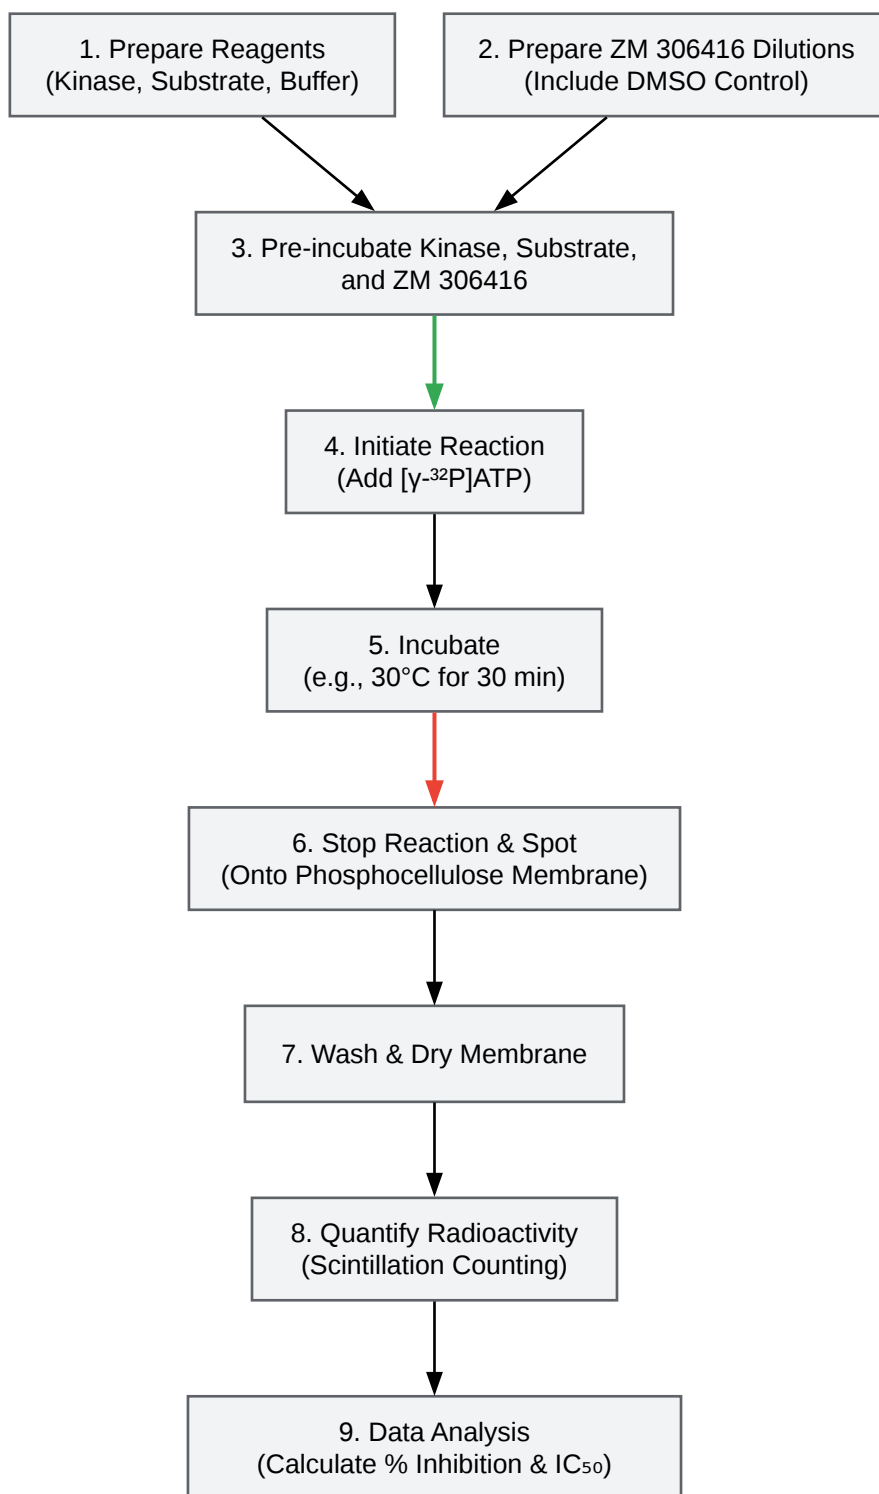 1. Prepare Reagents
(Kinase, Substrate, Buffer)
2. Prepare ZM 306416 Dilutions
(Include DMSO Control)
3. Pre-incubate Kinase, Substrate,
and ZM 306416
4. Initiate Reaction
(Add [γ-³²P]ATP)
5. Incubate
(e.g., 30°C for 30 min)
6. Stop Reaction & Spot
(Onto Phosphocellulose Membrane)
7. Wash & Dry Membrane
8. Quantify Radioactivity
(Scintillation Counting)
9. Data Analysis
(Calculate % Inhibition & IC₅₀)